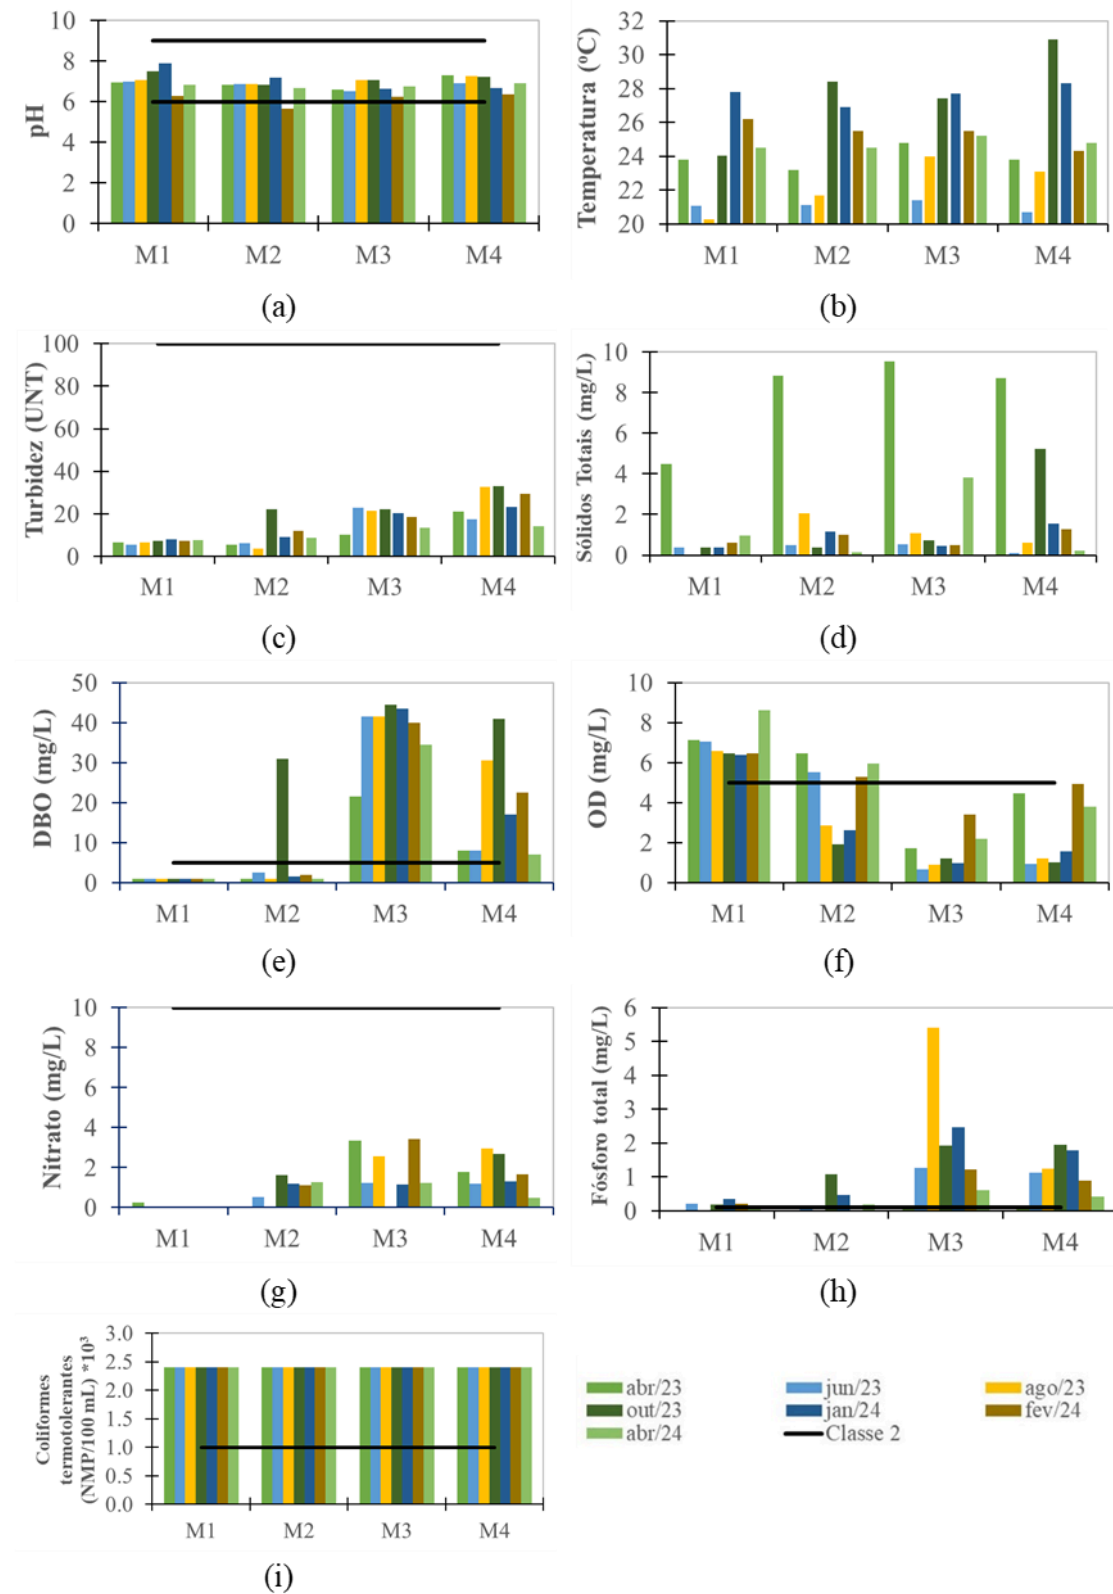 10
8
6
4
2
0
pH
M1 M2 M3 M4
(a)
32
30
28
26
24
22
20
Temperatura (ºC)
M1 M2 M3 M4
(b)
100
80
60
40
20
0
Turbidez (UNT)
M1 M2 M3 M4
(c)
10
8
6
4
2
0
Sólidos Totais (mg/L)
M1 M2 M3 M4
(d)
50
40
30
20
10
0
DBO (mg/L)
M1 M2 M3 M4
(e)
10
8
6
4
2
0
OD (mg/L)
M1 M2 M3 M4
(f)
10
8
6
4
2
0
Nitrato (mg/L)
M1 M2 M3 M4
(g)
6
5
4
3
2
1
0
Fósforo total (mg/L)
M1 M2 M3 M4
(h)
3.0
2.5
2.0
1.5
1.0
0.5
0.0
Coliformes
termotolerantes
(NMP/100 mL) *10³
M1 M2 M3 M4
(i)
abr/23 jun/23 ago/23
out/23 jan/24 fev/24
abr/24 Classe 2